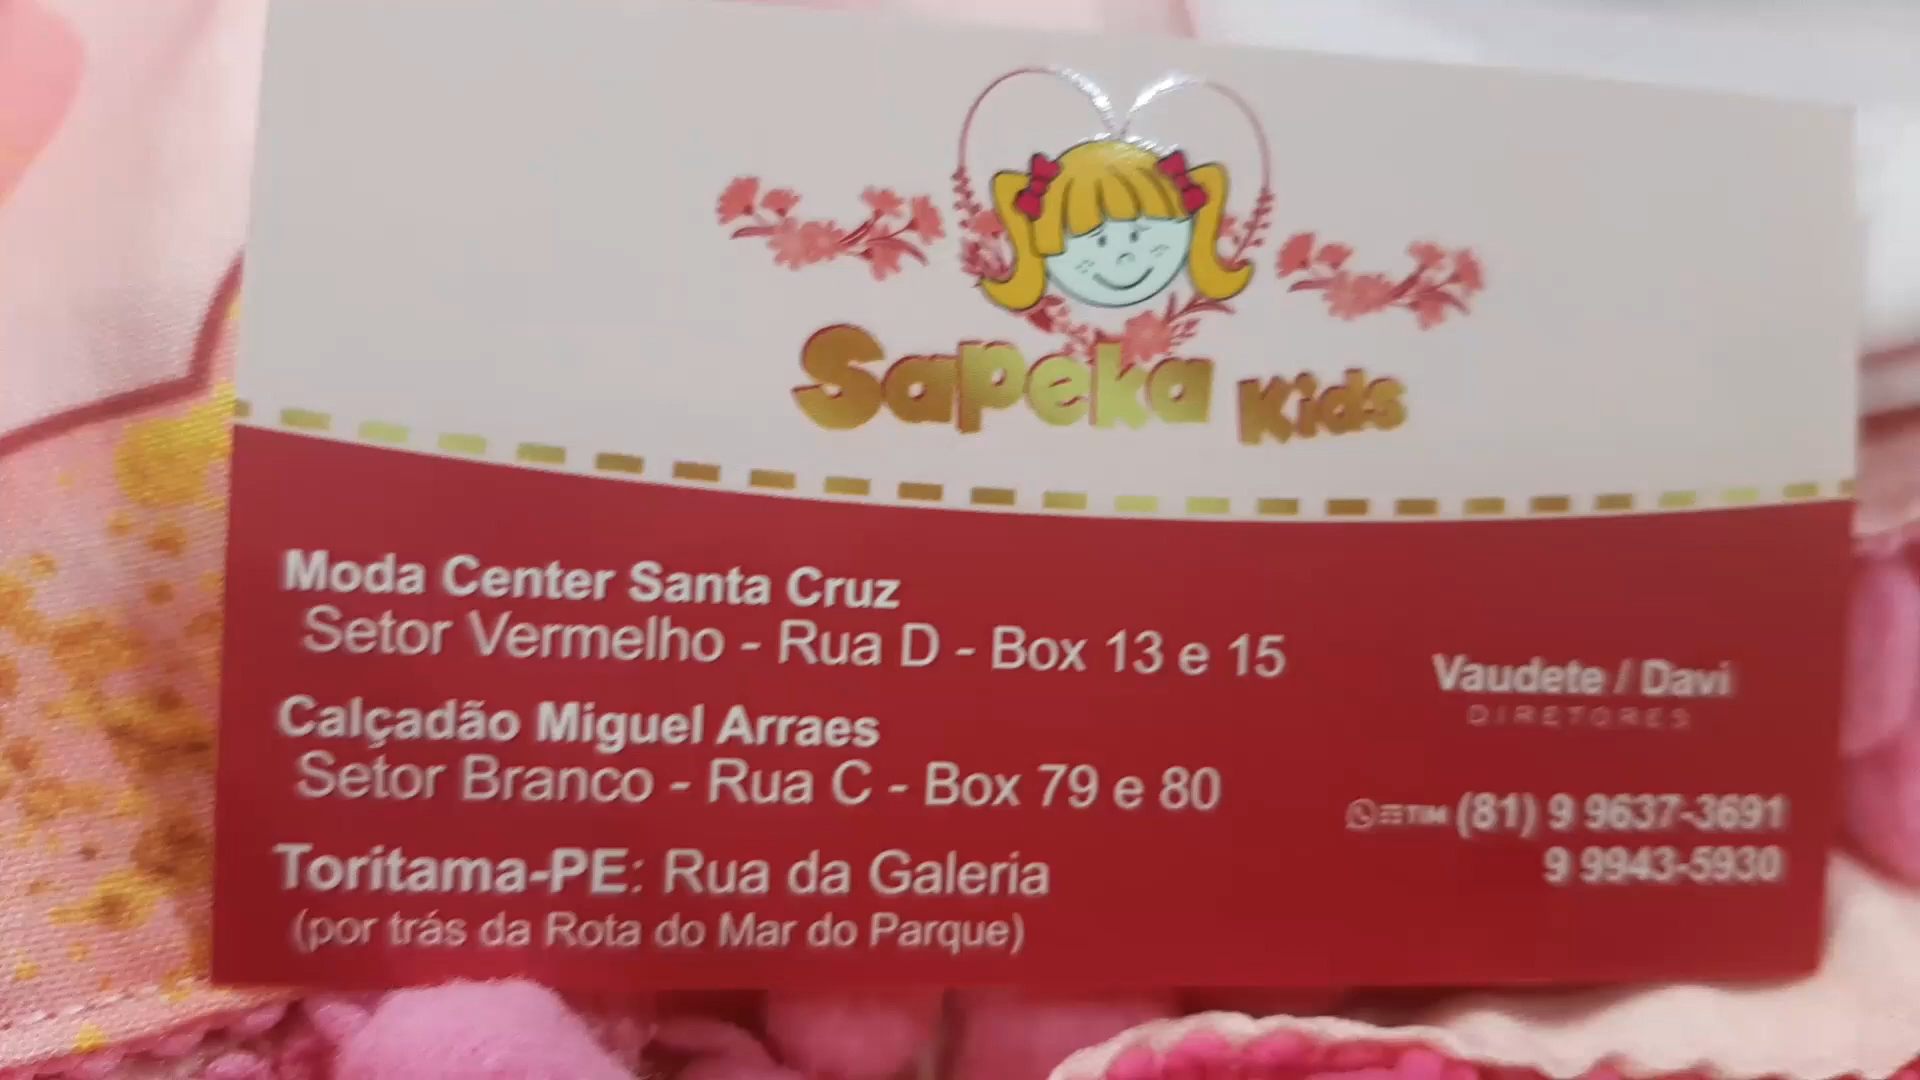 Sapeka Kids
Moda Center Santa Cruz
Setor Vermelho - Rua D - Box 13 e 15
Calçadão Miguel Arraes
Setor Branco - Rua C - Box 79 e 80
Toritama-PE: Rua da Galeria
(por trás da Rota do Mar do Parque)
Vaudete / Davi
DIRETORES
TIM (81) 9 9637-3691
9 9943-5930